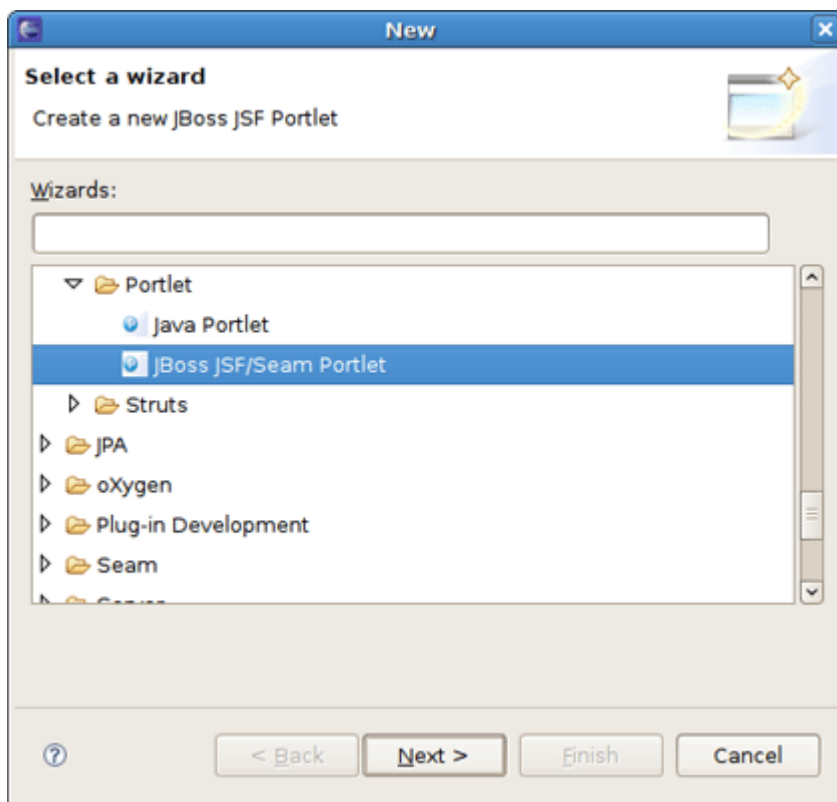 New
Select a wizard
Create a new JBoss JSF Portlet
Wizards:
Portlet
Java Portlet
JBoss JSF/Seam Portlet
Struts
JPA
oXygen
Plug-in Development
Seam
? < Back Next > Finish Cancel